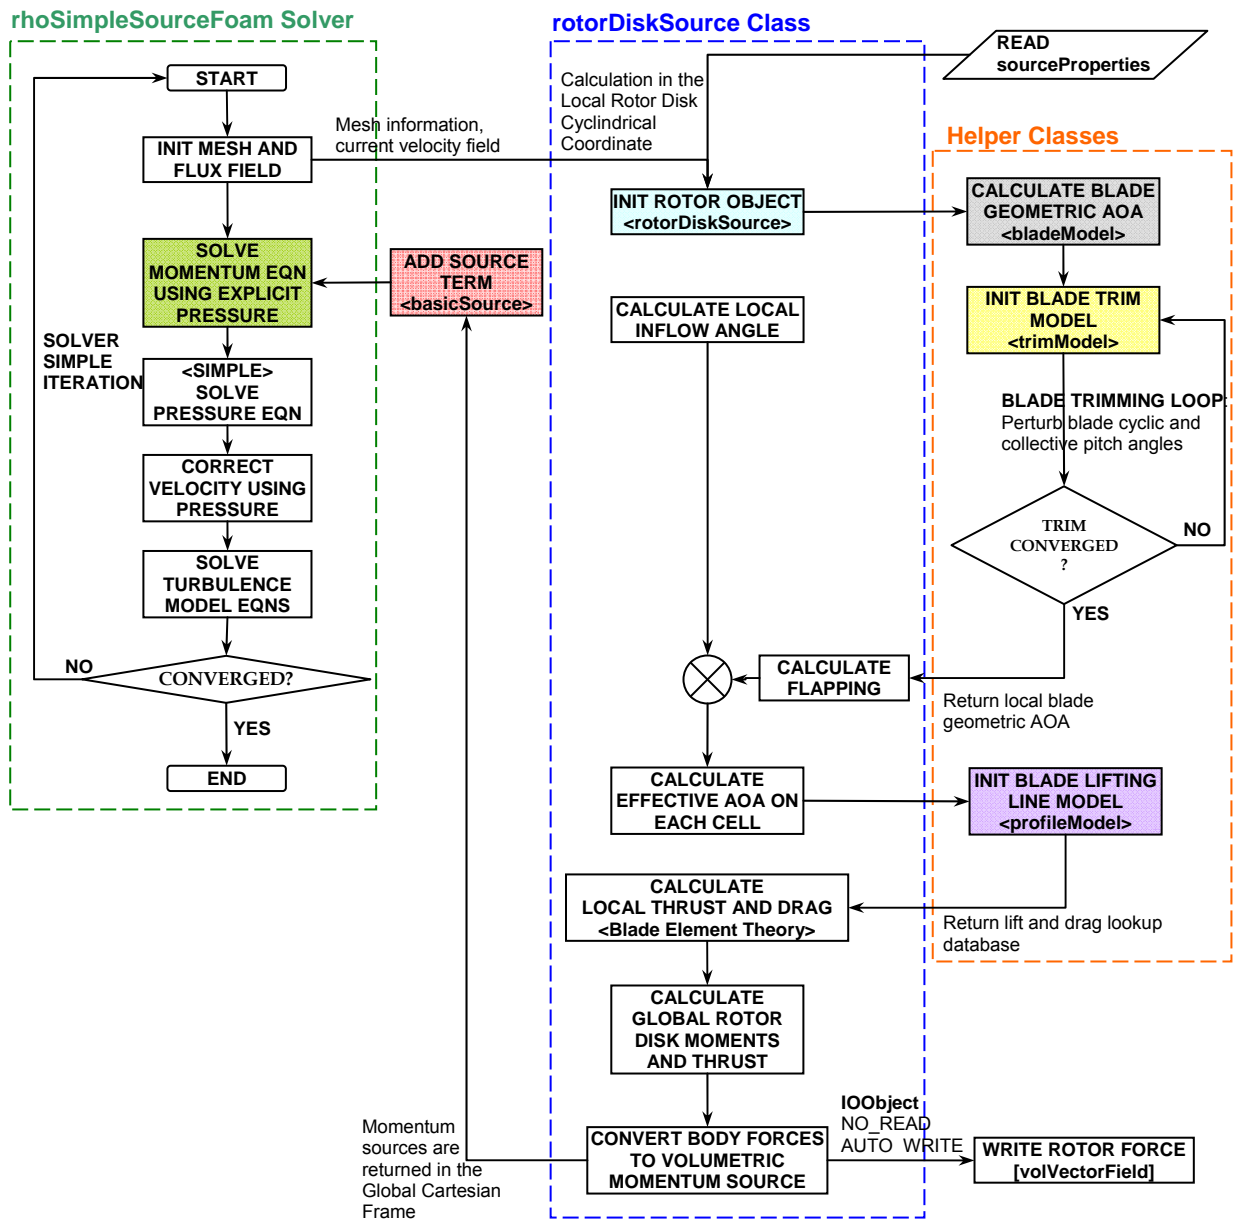 rhoSimpleSourceFoam Solver
START
INIT MESH AND
FLUX FIELD
SOLVE
MOMENTUM EQN
USING EXPLICIT
PRESSURE
SOLVER
SIMPLE
ITERATION
<SIMPLE>
SOLVE
PRESSURE EQN
CORRECT
VELOCITY USING
PRESSURE
SOLVE
TURBULENCE
MODEL EQNS
NO
CONVERGED?
YES
END
Mesh information,
current velocity field
ADD SOURCE
TERM
<basicSource>
Momentum
sources are
returned in the
Global Cartesian
Frame
rotorDiskSource Class
Calculation in the
Local Rotor Disk
Cyclindrical
Coordinate
INIT ROTOR OBJECT
<rotorDiskSource>
CALCULATE LOCAL
INFLOW ANGLE
CALCULATE
FLAPPING
CALCULATE
EFFECTIVE AOA ON
EACH CELL
CALCULATE
LOCAL THRUST AND DRAG
<Blade Element Theory>
CALCULATE
GLOBAL ROTOR
DISK MOMENTS
AND THRUST
CONVERT BODY FORCES
TO VOLUMETRIC
MOMENTUM SOURCE
READ
sourceProperties
Helper Classes
CALCULATE BLADE
GEOMETRIC AOA
<bladeModel>
INIT BLADE TRIM
MODEL
<trimModel>
BLADE TRIMMING LOOP:
Perturb blade cyclic and
collective pitch angles
TRIM
CONVERGED
?
NO
YES
Return local blade
geometric AOA
INIT BLADE LIFTING
LINE MODEL
<profileModel>
Return lift and drag lookup
database
IOObject
NO_READ
AUTO_WRITE
WRITE ROTOR FORCE
[volVectorField]